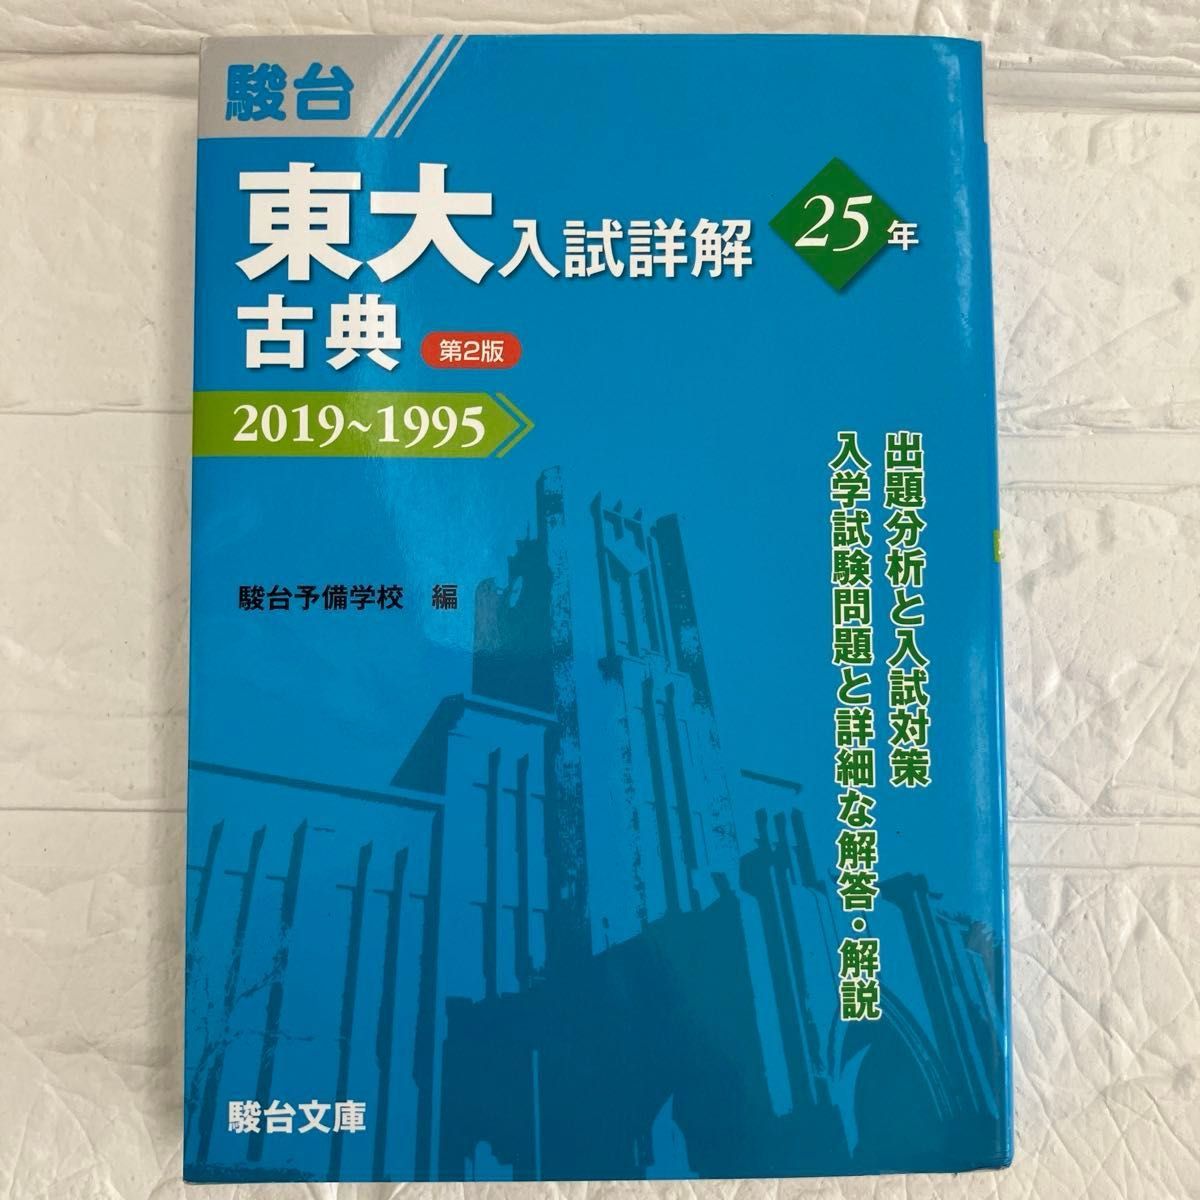 駿台
東大入試詳解
25年
古典 第2版
2019~1995
出題分析と入試対策
入学試験問題と詳細な解答・解説
駿台予備学校 編
駿台文庫